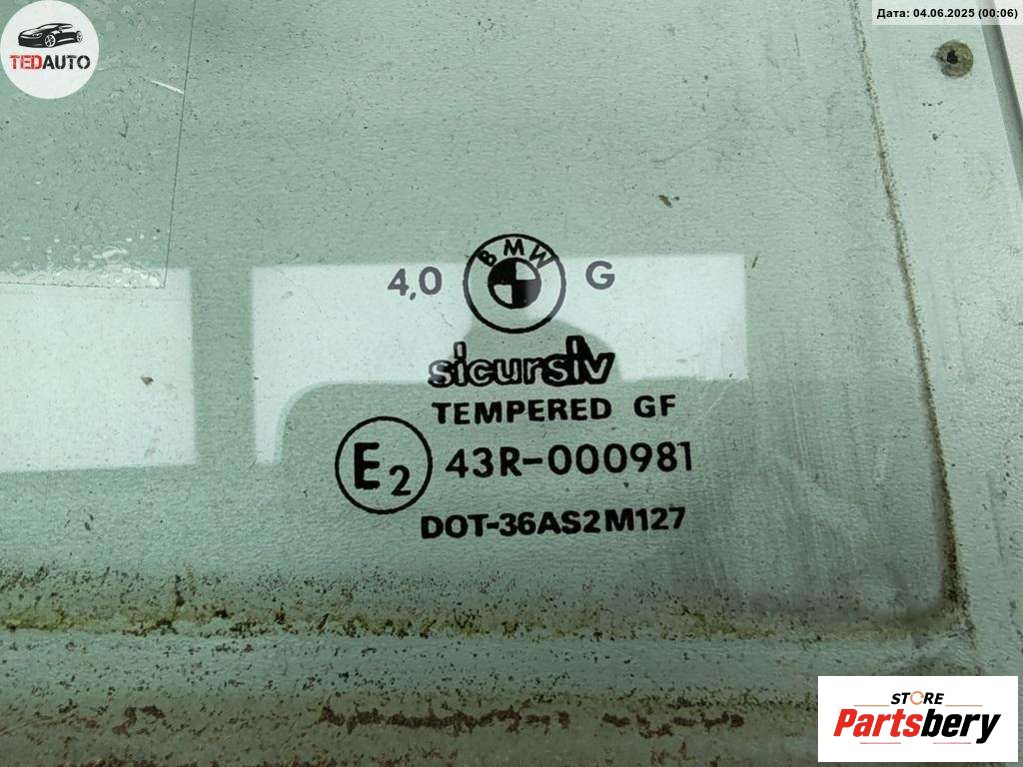 Дата: 04.06.2025 (00:06)
TEDAUTO
BMW
4,0 G
sicursiv
TEMPERED GF
E2 43R-000981
DOT-36AS2M127
STORE
Partsbery